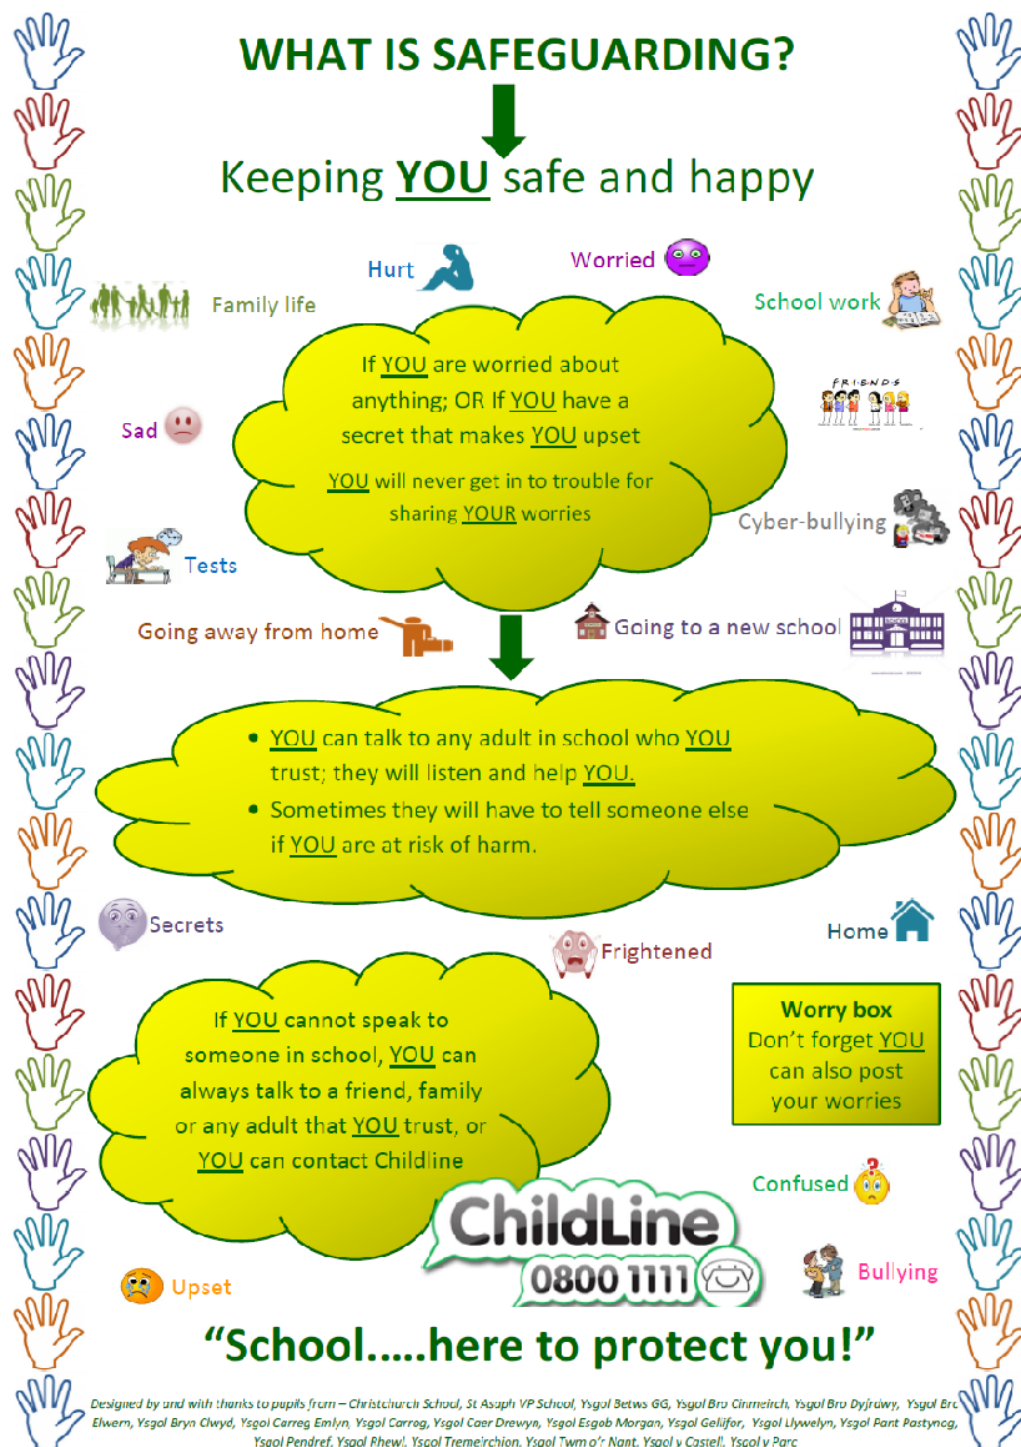 WHAT IS SAFEGUARDING?
Keeping YOU safe and happy
Hurt
Worried
Family life
School work
If YOU are worried about
anything; OR If YOU have a
secret that makes YOU upset
YOU will never get in to trouble for
sharing YOUR worries
F·R·I·E·N·D·S
Sad
Cyber-bullying
Tests
Going away from home
Going to a new school
SCHOOL
• YOU can talk to any adult in school who YOU
trust; they will listen and help YOU.
• Sometimes they will have to tell someone else
if YOU are at risk of harm.
Secrets
Frightened
Home
If YOU cannot speak to
someone in school, YOU can
always talk to a friend, family
or any adult that YOU trust, or
YOU can contact Childline
Worry box
Don't forget YOU
can also post
your worries
Confused
ChildLine
0800 1111
Bullying
Upset
"School.....here to protect you!"
Designed by and with thanks to pupils from – Christchurch School, St Asaph VP School, Ysgol Betws GG, Ysgol Bro Cinmeirch, Ysgol Bro Dyfrdwy, Ysgol Bro
Elwern, Ysgol Bryn Clwyd, Ysgol Carreg Emlyn, Ysgol Carrog, Ysgol Caer Drewyn, Ysgol Esgob Morgan, Ysgol Gellifor, Ysgol Llywelyn, Ysgol Pant Pastynog,
Ysgol Pendref, Ysgol Rhewl, Ysgol Tremeirchion, Ysgol Twm o'r Nant, Ysgol y Castell, Ysgol y Parc